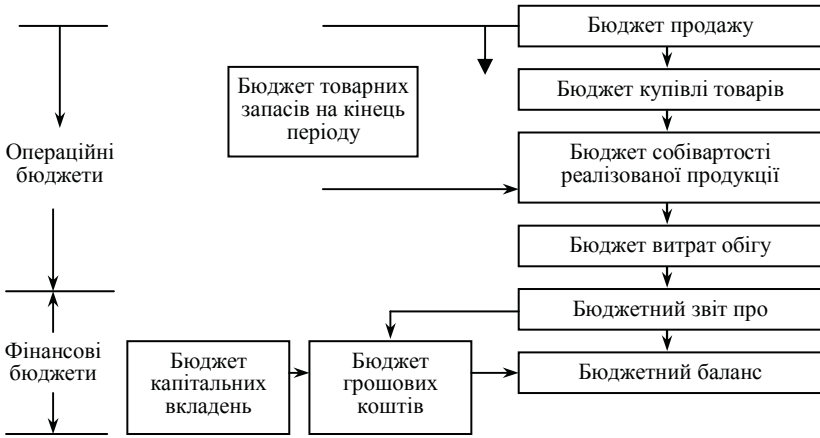 Бюджет продажу
Бюджет товарних
запасів на кінець
періоду
Бюджет купівлі товарів
Операційні
бюджети
Бюджет собівартості
реалізованої продукції
Бюджет витрат обігу
Бюджетний звіт про
Фінансові
бюджети
Бюджет
капітальних
вкладень
Бюджет
грошових
коштів
Бюджетний баланс